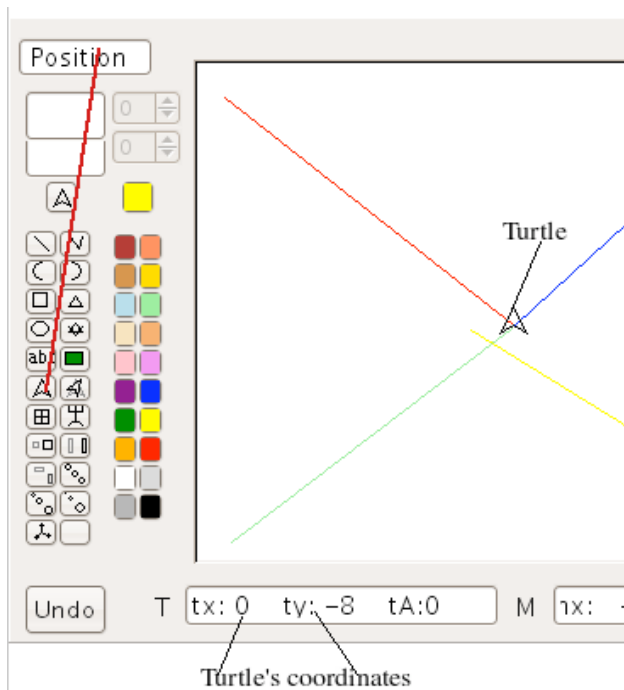 Position
0
0
Turtle
abc
Undo T tx: 0 ty: -8 tA:0 M
Turtle's coordinates